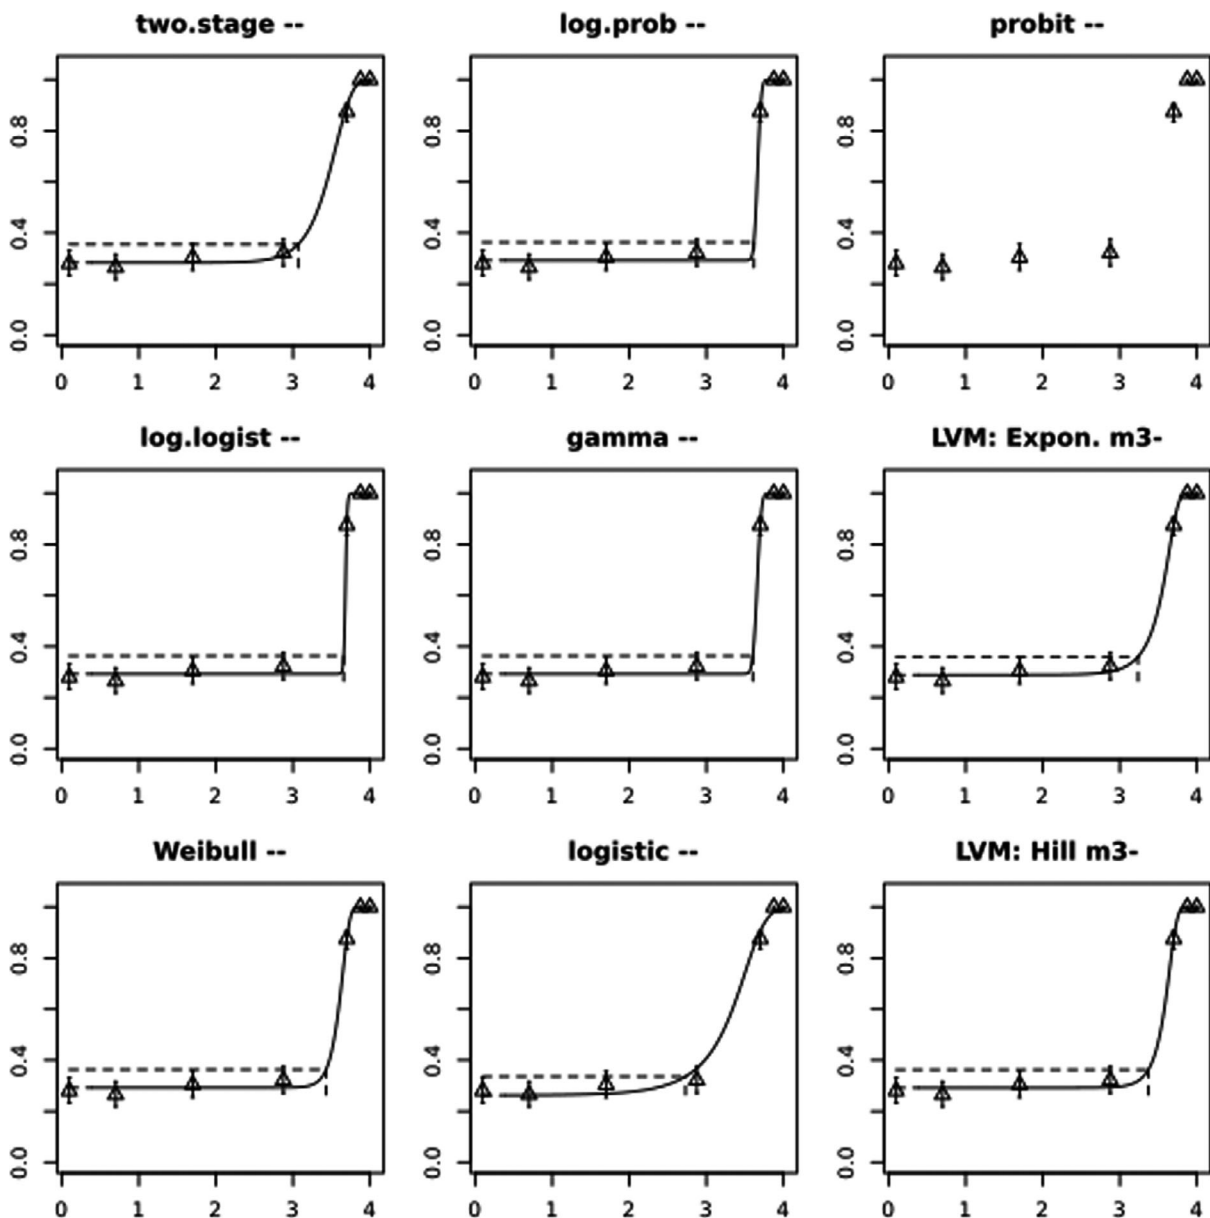 two.stage -- log.prob -- probit --
0.0 0.4 0.8 0.0 0.4 0.8 0.0 0.4 0.8
0 1 2 3 4 0 1 2 3 4 0 1 2 3 4
log.logist -- gamma -- LVM: Expon. m3-
0.0 0.4 0.8 0.0 0.4 0.8 0.0 0.4 0.8
0 1 2 3 4 0 1 2 3 4 0 1 2 3 4
Weibull -- logistic -- LVM: Hill m3-
0.0 0.4 0.8 0.0 0.4 0.8 0.0 0.4 0.8
0 1 2 3 4 0 1 2 3 4 0 1 2 3 4